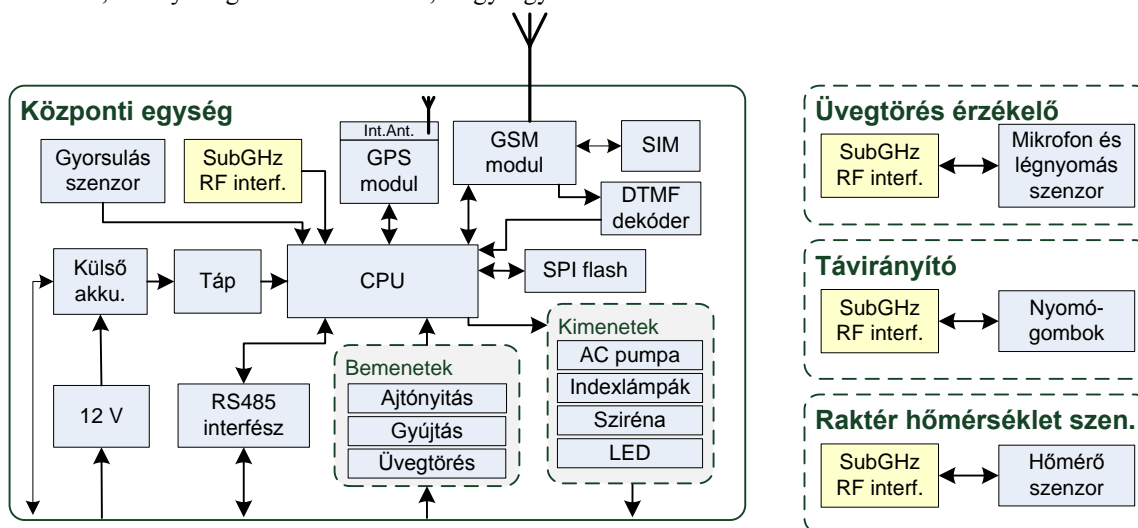 Központi egység
Int.Ant.
Gyorsulás
szenzor
SubGHz
RF interf.
GPS
modul
GSM
modul
SIM
DTMF
dekóder
Külső
akku.
Táp
CPU
SPI flash
12 V
RS485
interfész
Bemenetek
Ajtónyitás
Gyújtás
Üvegtörés
Kimenetek
AC pumpa
Indexlámpák
Sziréna
LED
Üvegtörés érzékelő
SubGHz
RF interf.
Mikrofon és
légnyomás
szenzor
Távirányító
SubGHz
RF interf.
Nyomó-
gombok
Raktér hőmérséklet szen.
SubGHz
RF interf.
Hőmérő
szenzor